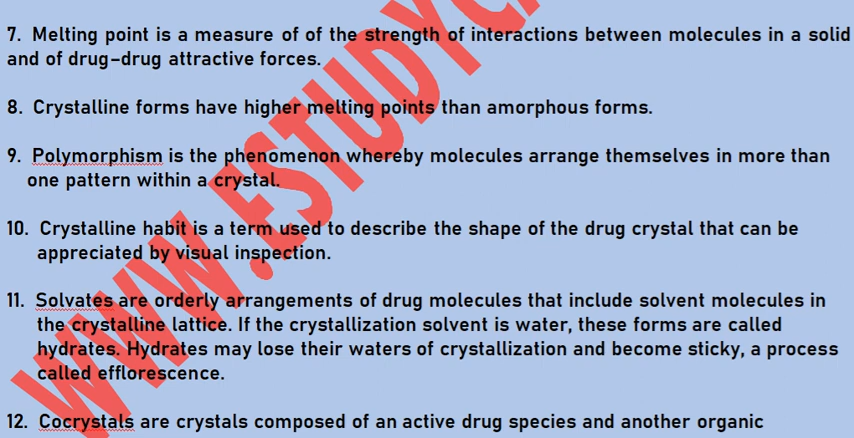 7. Melting point is a measure of of the strength of interactions between molecules in a solid
and of drug-drug attractive forces.
8. Crystalline forms have higher melting points than amorphous forms.
9. Polymorphism is the phenomenon whereby molecules arrange themselves in more than
one pattern within a crystal.
10. Crystalline habit is a term used to describe the shape of the drug crystal that can be
appreciated by visual inspection.
11. Solvates are orderly arrangements of drug molecules that include solvent molecules in
the crystalline lattice. If the crystallization solvent is water, these forms are called
hydrates. Hydrates may lose their waters of crystallization and become sticky, a process
called efflorescence.
12. Cocrystals are crystals composed of an active drug species and another organic